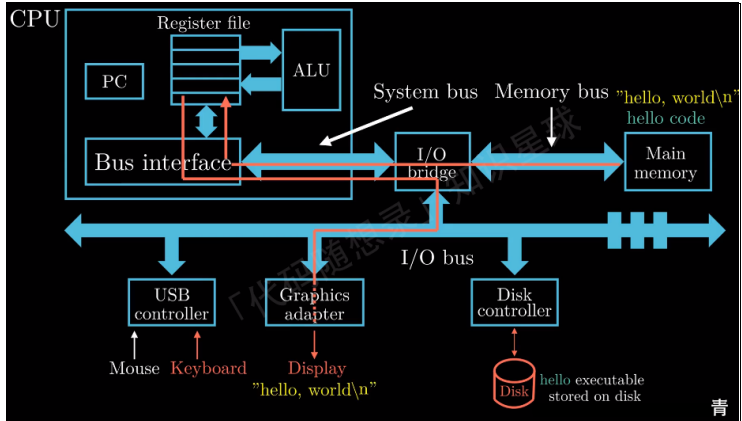 CPU
Register file
PC
ALU
System bus
Memory bus
"hello, world\n"
hello code
Bus interface
I/O
bridge
Main
memory
I/O bus
USB
controller
Graphics
adapter
Disk
controller
Mouse
Keyboard
Display
"hello, world\n"
Disk
hello executable
stored on disk
「代码随想录」知识星球
青